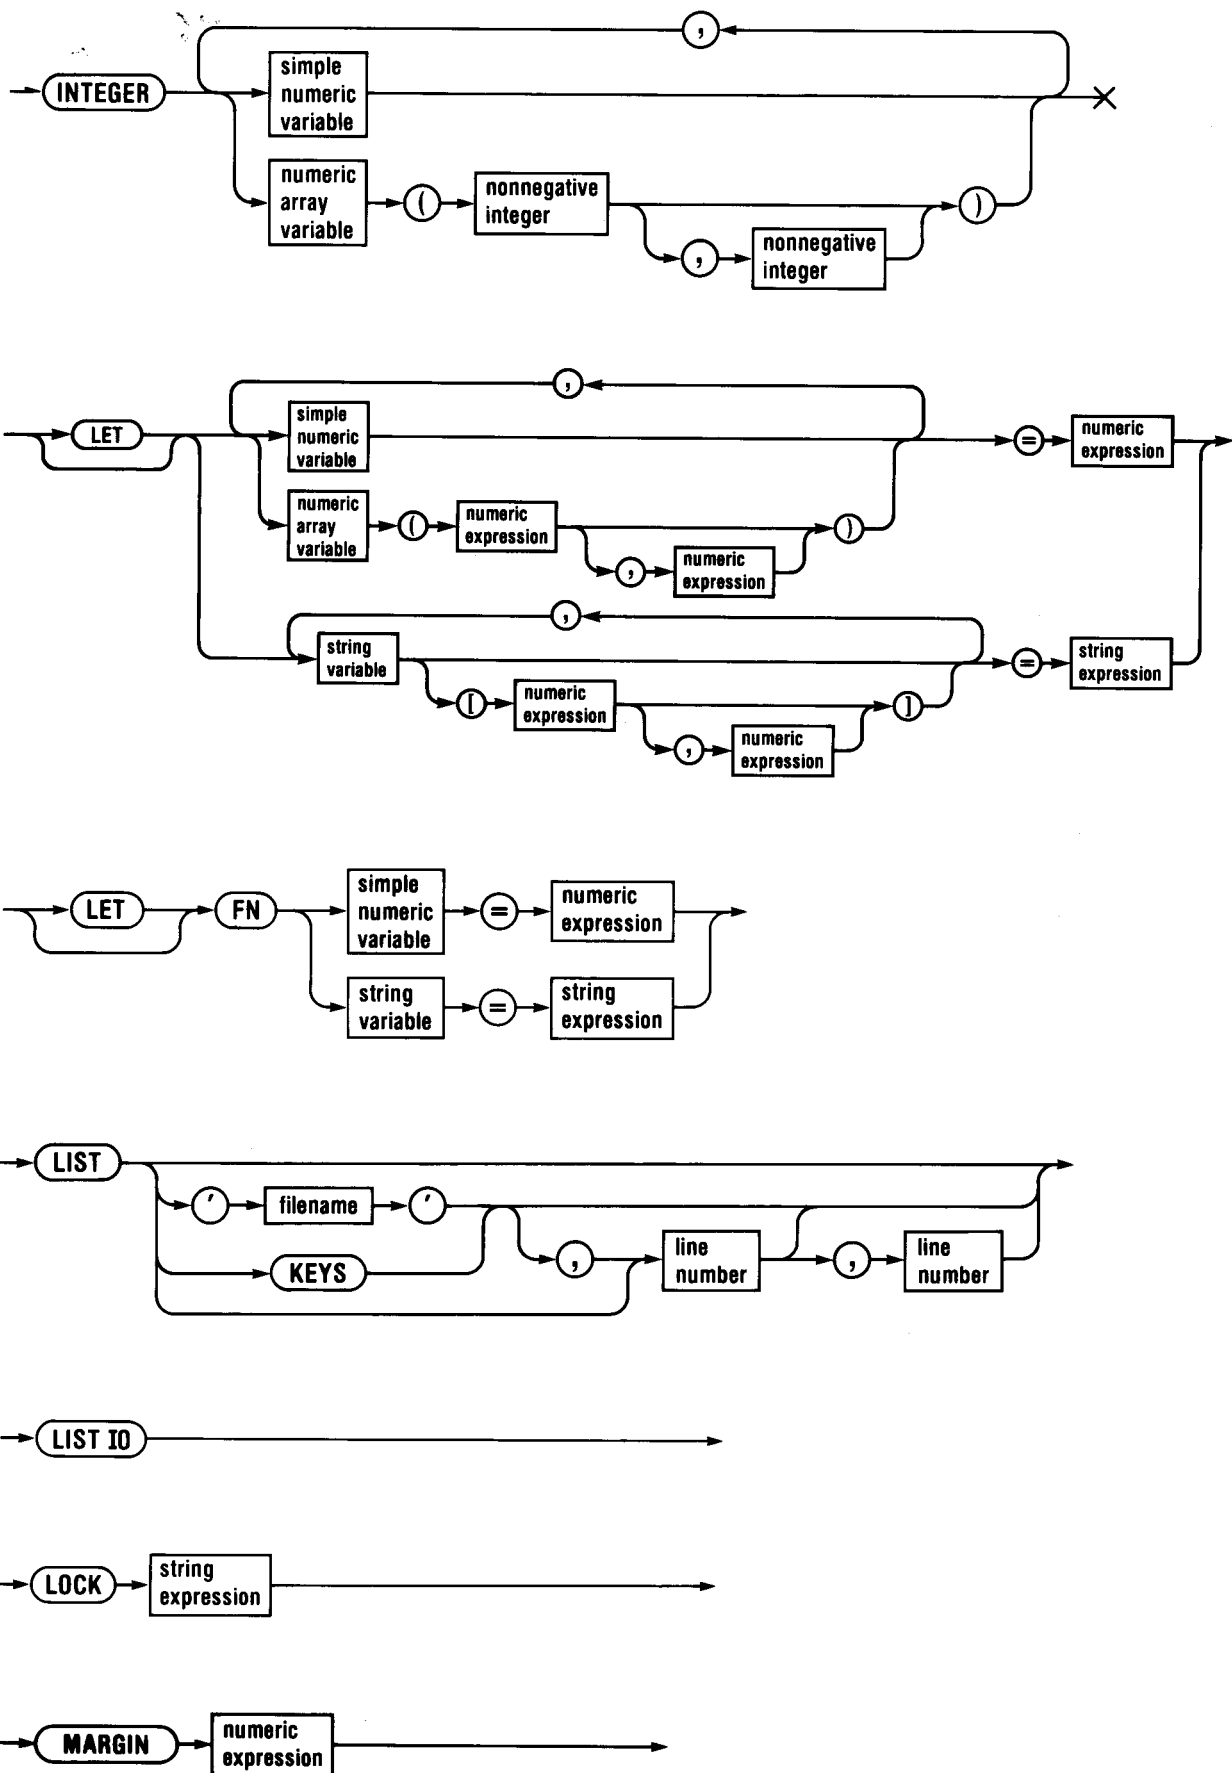 ,
INTEGER
simple
numeric
variable
numeric
array
variable
(
nonnegative
integer
,
nonnegative
integer
)
,
LET
simple
numeric
variable
=
numeric
expression
numeric
array
variable
(
numeric
expression
,
numeric
expression
)
,
string
variable
[
numeric
expression
,
numeric
expression
]
=
string
expression
LET
FN
simple
numeric
variable
=
numeric
expression
string
variable
=
string
expression
LIST
'
filename
'
KEYS
,
line
number
,
line
number
LIST IO
LOCK
string
expression
MARGIN
numeric
expression